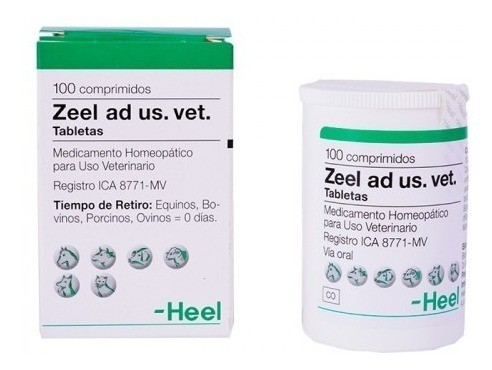 100 comprimidos
Zeel ad us. vet.
Tabletas
Medicamento Homeopático
para Uso Veterinario
Registro ICA 8771-MV
Tiempo de Retiro: Equinos, Bo-
vinos, Porcinos, Ovinos = 0 días.
-Heel
100 comprimidos
Zeel ad us. vet.
Tabletas
Medicamento Homeopático
para Uso Veterinario
Registro ICA 8771-MV
Vía oral
CO
-Heel